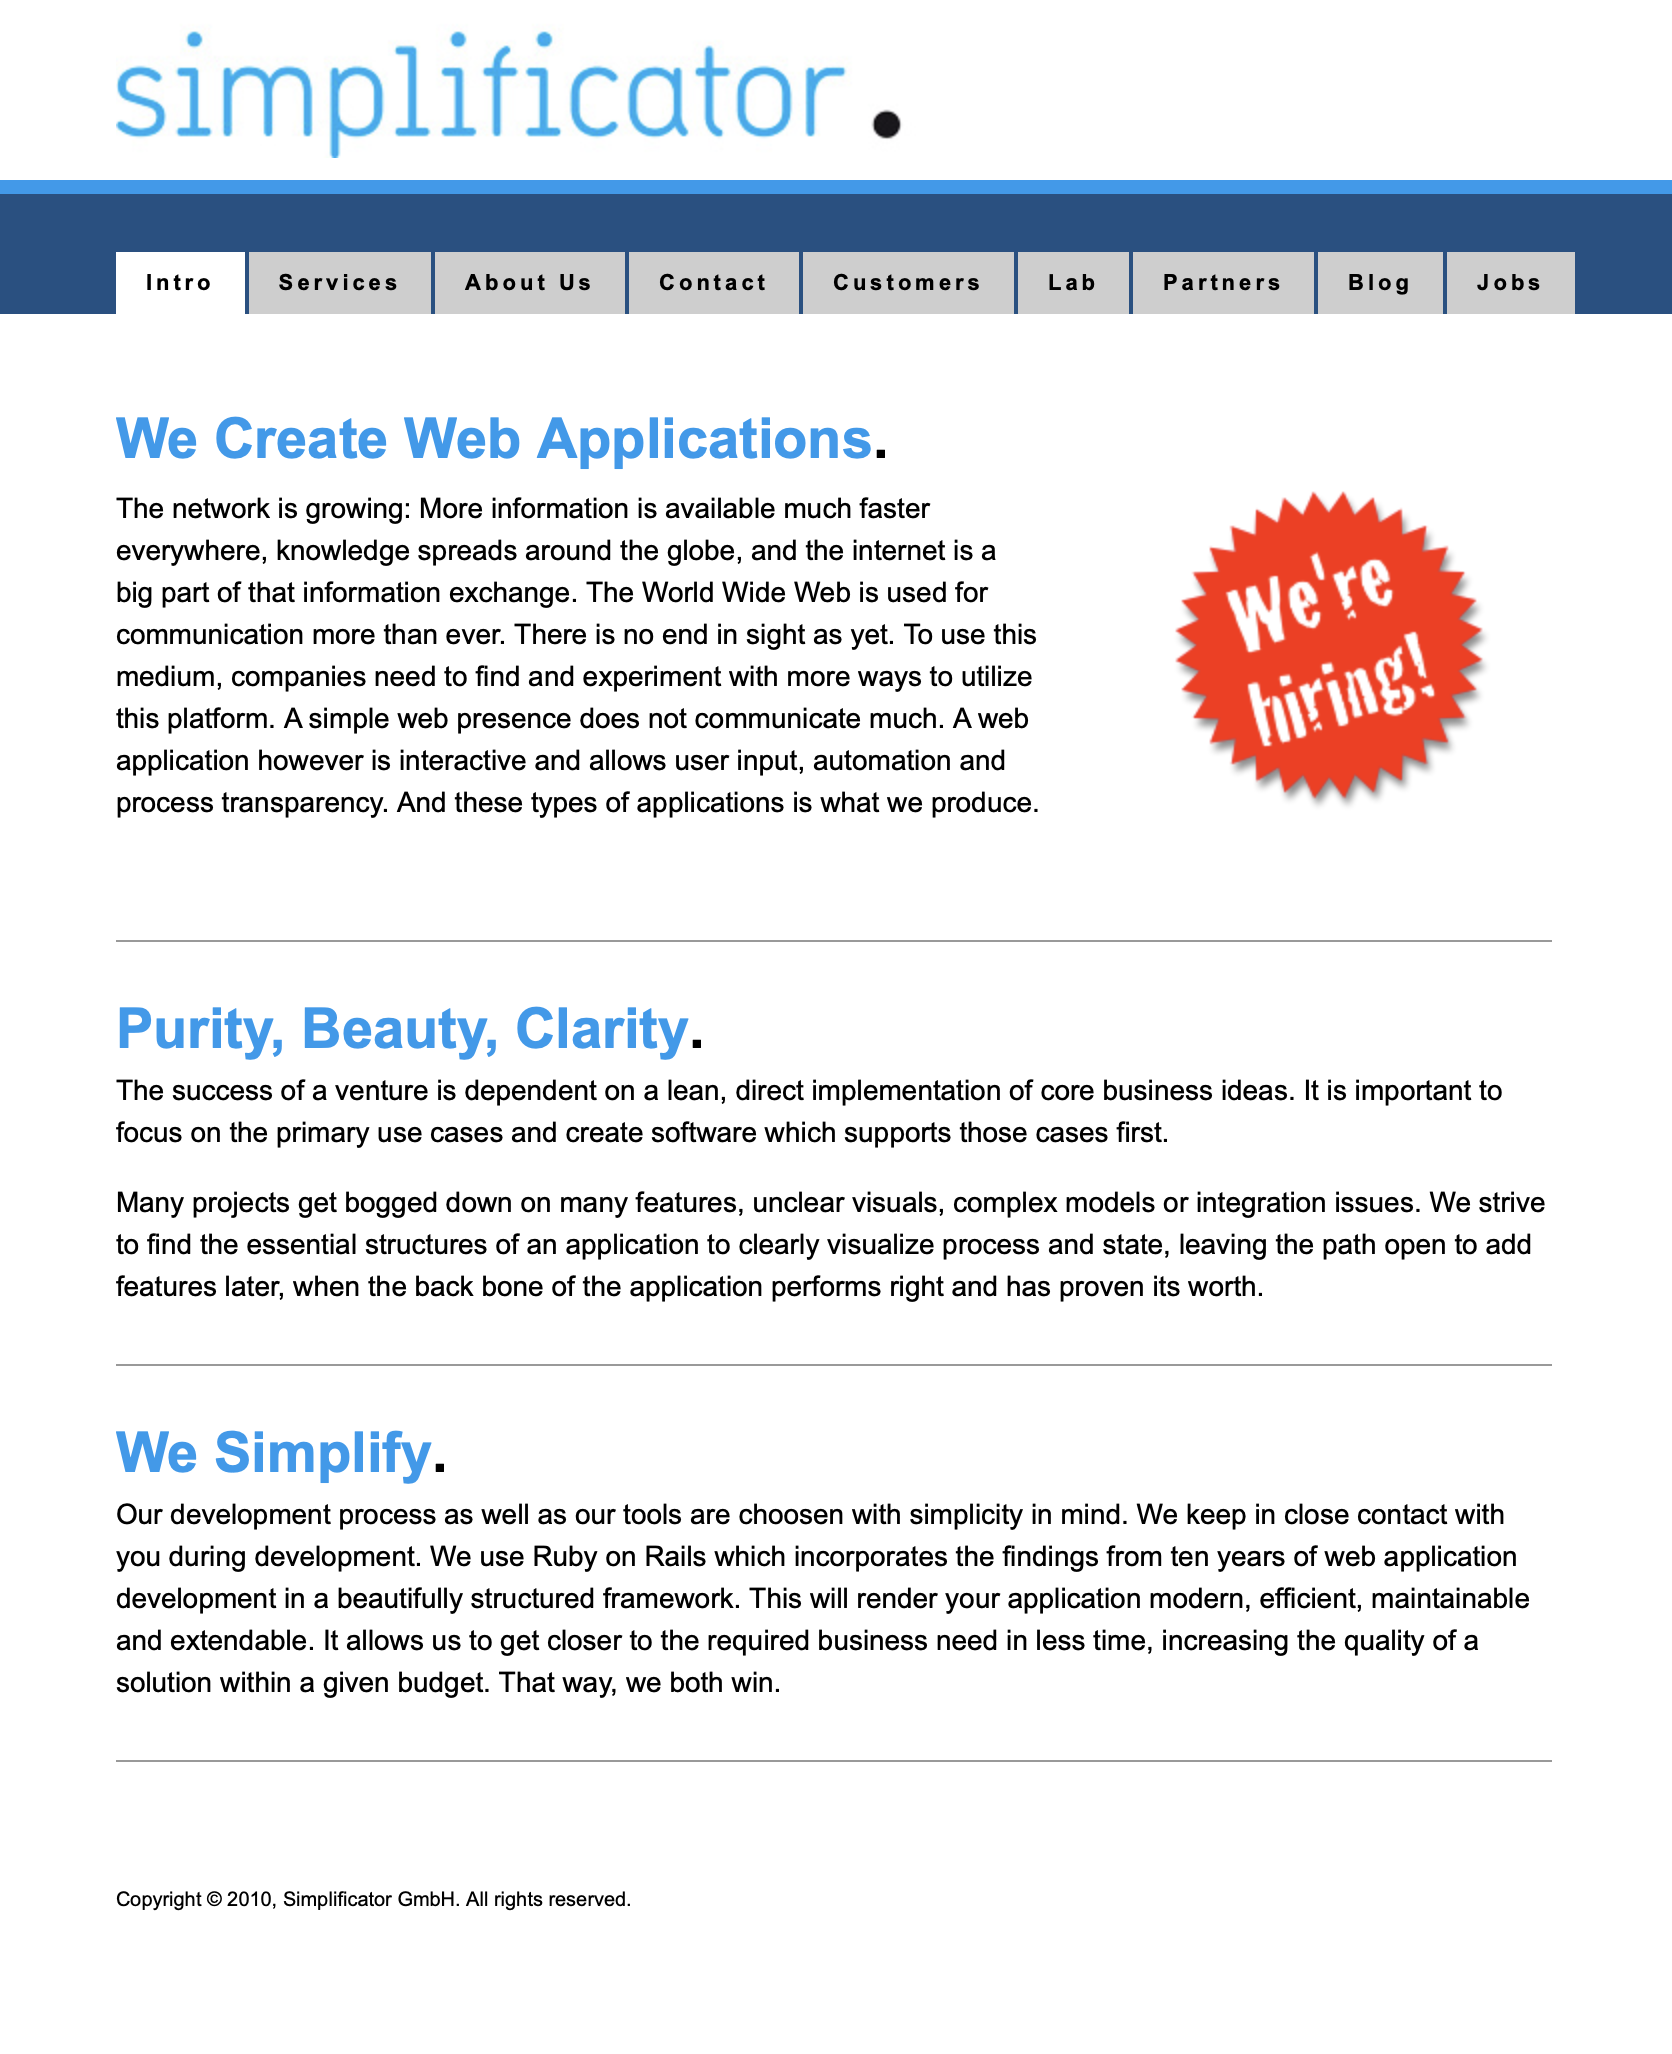 simplificator.
Intro Services About Us Contact Customers Lab Partners Blog Jobs
We Create Web Applications.
The network is growing: More information is available much faster
everywhere, knowledge spreads around the globe, and the internet is a
big part of that information exchange. The World Wide Web is used for
communication more than ever. There is no end in sight as yet. To use this
medium, companies need to find and experiment with more ways to utilize
this platform. A simple web presence does not communicate much. A web
application however is interactive and allows user input, automation and
process transparency. And these types of applications is what we produce.
We're
hiring!
Purity, Beauty, Clarity.
The success of a venture is dependent on a lean, direct implementation of core business ideas. It is important to
focus on the primary use cases and create software which supports those cases first.
Many projects get bogged down on many features, unclear visuals, complex models or integration issues. We strive
to find the essential structures of an application to clearly visualize process and state, leaving the path open to add
features later, when the back bone of the application performs right and has proven its worth.
We Simplify.
Our development process as well as our tools are choosen with simplicity in mind. We keep in close contact with
you during development. We use Ruby on Rails which incorporates the findings from ten years of web application
development in a beautifully structured framework. This will render your application modern, efficient, maintainable
and extendable. It allows us to get closer to the required business need in less time, increasing the quality of a
solution within a given budget. That way, we both win.
Copyright © 2010, Simplificator GmbH. All rights reserved.